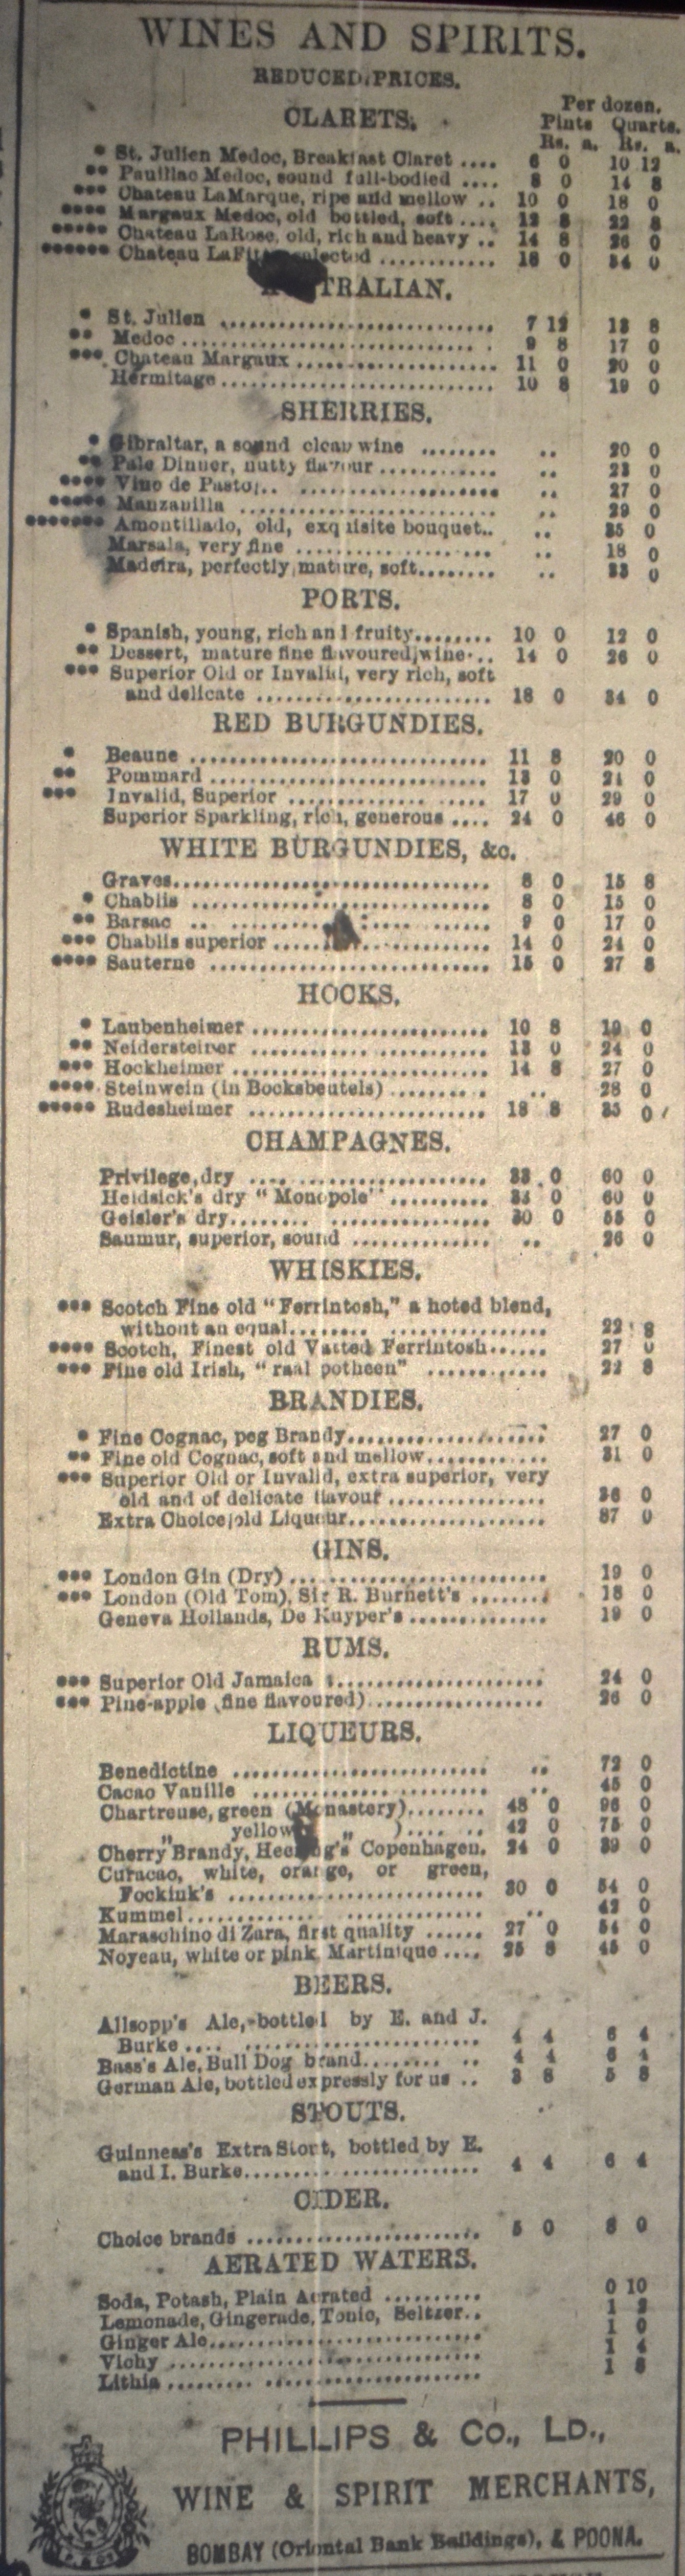 WINES AND SPIRITS.
REDUCED PRICES.
Per dozen.
CLARETS.
Pints Quarts.
Rs. a. Rs. a.
* St. Julien Medoc, Breakfast Claret .... 6 0 10 12
** Pauillac Medoc, sound full-bodied .... 8 0 14 8
*** Chateau LaMarque, ripe and mellow .. 10 0 18 0
**** Margaux Medoc, old bottled, soft .... 12 8 22 8
***** Chateau LaRose, old, rich and heavy .. 14 8 26 0
****** Chateau LaFit selected ............ 18 0 34 0
TRALIAN.
* St. Julien ............ 7 12 13 8
** Medoc ............ 9 8 17 0
*** Chateau Margaux ............ 11 0 20 0
Hermitage ............ 10 8 19 0
SHERRIES.
* Gibraltar, a sound clean wine ........ .. 20 0
** Pale Dinner, nutty flavour ............ .. 23 0
**** Vino de Pasto ............ .. 27 0
***** Manzanilla ............ .. 29 0
******* Amontillado, old, exquisite bouquet.. .. 35 0
Marsala, very fine ............ .. 18 0
Madeira, perfectly mature, soft........ .. 33 0
PORTS.
* Spanish, young, rich and fruity........ 10 0 12 0
** Dessert, mature fine flavoured wine... 14 0 26 0
*** Superior Old or Invalid, very rich, soft
and delicate ............ 18 0 34 0
RED BURGUNDIES.
* Beaune ............ 11 8 20 0
** Pommard ............ 13 0 21 0
*** Invalid, Superior ............ 17 0 29 0
Superior Sparkling, rich, generous .... 24 0 46 0
WHITE BURGUNDIES, &c.
Graves............ 8 0 15 8
* Chablis ............ 8 0 15 0
** Barsac ............ 9 0 17 0
*** Chablis superior ............ 14 0 24 0
**** Sauterne ............ 15 0 27 8
HOCKS.
* Laubenheimer ............ 10 8 19 0
** Neidersteiner ............ 13 0 24 0
*** Hockheimer ............ 14 8 27 0
**** Steinwein (in Bocksbeutels) ........ .. 28 0
***** Rudesheimer ............ 18 8 35 0
CHAMPAGNES.
Privilege, dry ............ 33 0 60 0
Heidsick's dry "Monopole" .......... 33 0 60 0
Geisler's dry............ 30 0 55 0
Saumur, superior, sound ............ .. 26 0
WHISKIES.
*** Scotch Fine old "Ferrintosh," a noted blend,
without an equal............ 22 8
**** Scotch, Finest old Vatted Ferrintosh...... 27 0
*** Fine old Irish, "raal potheen" ............ 22 8
BRANDIES.
* Fine Cognac, peg Brandy............ 27 0
** Fine old Cognac, soft and mellow............ 31 0
*** Superior Old or Invalid, extra superior, very
old and of delicate flavour ............ 36 0
Extra Choice old Liqueur............ 87 0
GINS.
*** London Gin (Dry) ............ 19 0
*** London (Old Tom), Sir R. Burnett's ........ 18 0
Geneva Hollands, De Kuyper's ............ 19 0
RUMS.
*** Superior Old Jamaica ............ 24 0
*** Pine-apple (fine flavoured) ............ 26 0
LIQUEURS.
Benedictine ............ .. 72 0
Cacao Vanille ............ .. 45 0
Chartreuse, green (Monastery)........ 48 0 96 0
„ yellow „ ).... .. 42 0 75 0
Cherry Brandy, Heering's Copenhagen. 24 0 39 0
Curacao, white, orange, or green,
Fockink's ............ 30 0 54 0
Kummel............ .. 42 0
Maraschino di Zara, first quality ...... 27 0 54 0
Noyeau, white or pink Martinique .... 25 8 45 0
BEERS.
Allsopp's Ale, bottled by E. and J.
Burke............ 4 4 6 4
Bass's Ale, Bull Dog brand........ .. 4 4 6 4
German Ale, bottled expressly for us .. 3 8 5 8
STOUTS.
Guinness's Extra Stout, bottled by E.
and I. Burke............ 4 4 6 4
CIDER.
Choice brands ............ 5 0 8 0
AERATED WATERS.
Soda, Potash, Plain Aerated .......... 0 10
Lemonade, Gingerade, Tonic, Seltzer.. 1 2
Ginger Ale............ 1 0
Vichy ............ 1 4
Lithia ............ 1 8
PHILLIPS & CO., LD.,
WINE & SPIRIT MERCHANTS,
BOMBAY (Oriental Bank Buildings), & POONA.